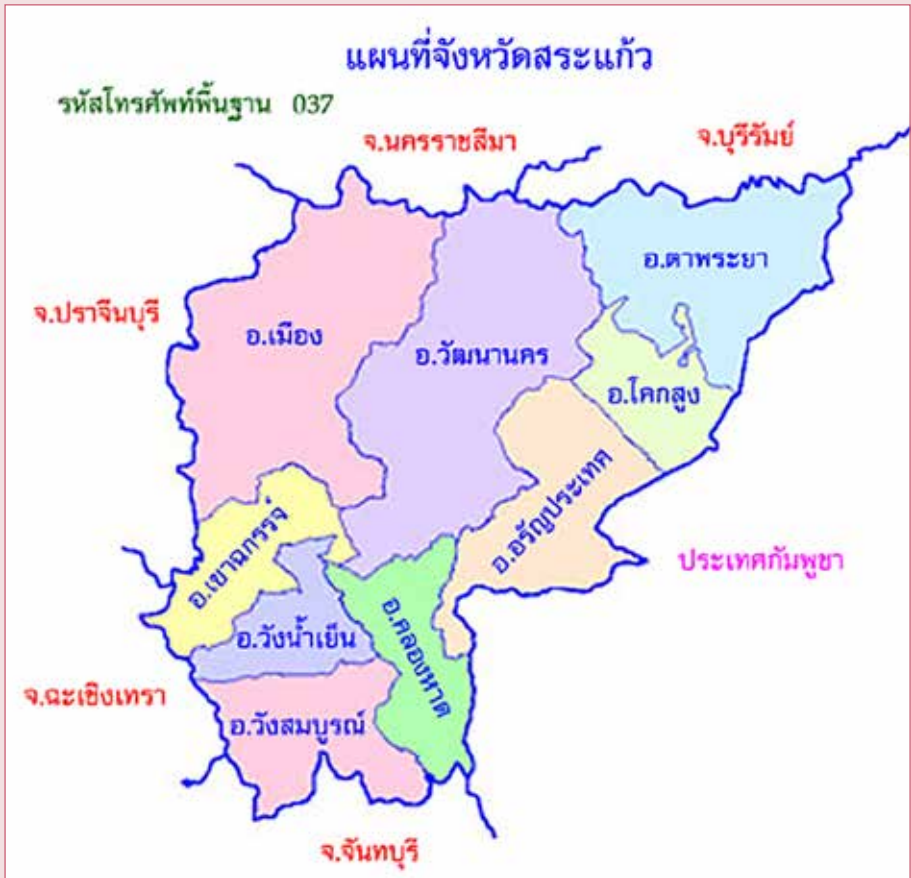 แผนที่จังหวัดสระแก้ว
รหัสโทรศัพท์พื้นฐาน 037
จ.นครราชสีมา
จ.บุรีรัมย์
อ.ตาพระยา
จ.ปราจีนบุรี
อ.เมือง
อ.วัฒนานคร
อ.โคกสูง
อ.อรัญประเทศ
อ.เขาฉกรรจ์
ประเทศกัมพูชา
อ.วังน้ำเย็น
อ.คลองหาด
จ.ฉะเชิงเทรา
อ.วังสมบูรณ์
จ.จันทบุรี